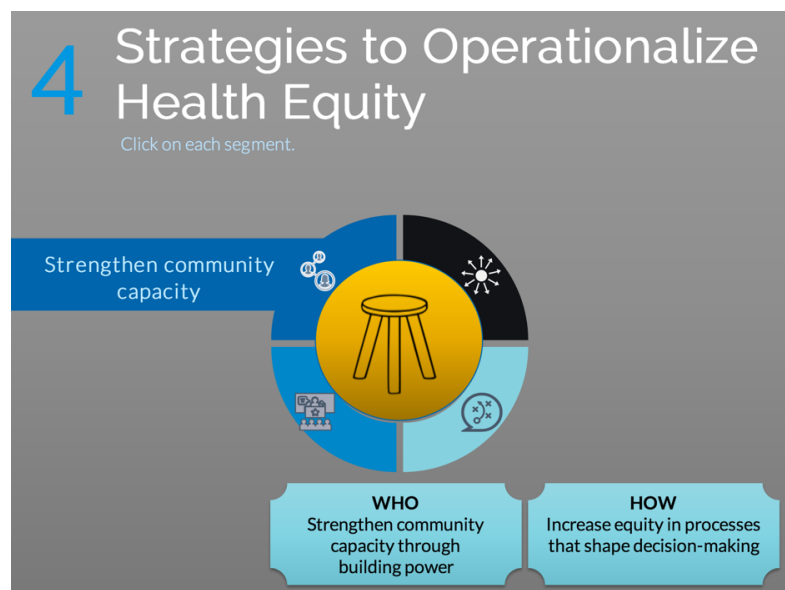 4
Strategies to Operationalize
Health Equity
Click on each segment.
Strengthen community
capacity
WHO
Strengthen community
capacity through
building power
HOW
Increase equity in processes
that shape decision-making